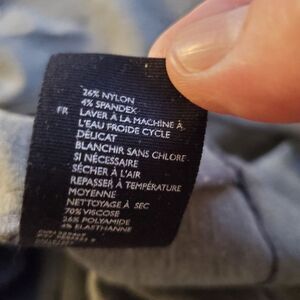 26% NYLON
4% SPANDEX
FR LAVER À LA MACHINE À
L'EAU FROIDE CYCLE
DÉLICAT
BLANCHIR SANS CHLORE
SI NÉCESSAIRE
SÉCHER À L'AIR
REPASSER À TEMPÉRATURE
MOYENNE
NETTOYAGE À SEC
70% VISCOSE
26% POLYAMIDE
4% ELASTHANNE